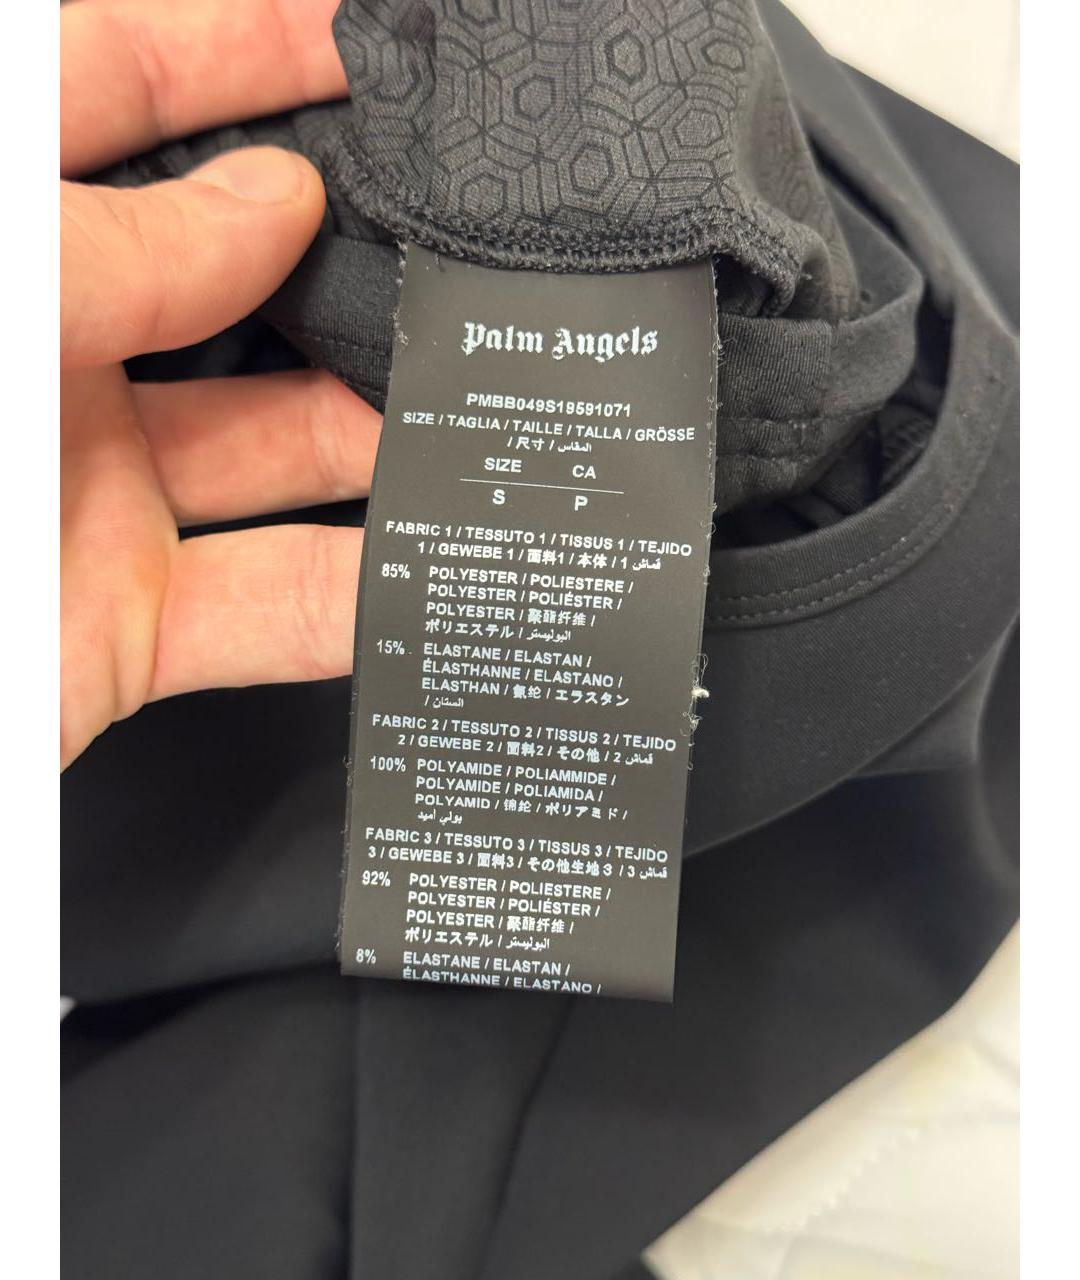 Palm Angels
PMBB049S19591071
SIZE / TAGLIA / TAILLE / TALLA / GRÖSSE
/ 尺寸 / المقاس
SIZE CA
S P
FABRIC 1 / TESSUTO 1 / TISSUS 1 / TEJIDO
1 / GEWEBE 1 / 面料1 / 本体 / 1 قماش
85% POLYESTER / POLIESTERE /
POLYESTER / POLIÉSTER /
POLYESTER / 聚酯纤维 /
ポリエステル / البوليستر
15% ELASTANE / ELASTAN /
ÉLASTHANNE / ELASTANO /
ELASTHAN / 氨纶 / エラスタン
/ الستان
FABRIC 2 / TESSUTO 2 / TISSUS 2 / TEJIDO
2 / GEWEBE 2 / 面料2 / その他 / 2 قماش
100% POLYAMIDE / POLIAMMIDE /
POLYAMIDE / POLIAMIDA /
POLYAMID / 锦纶 / ポリアミド /
بولي أميد
FABRIC 3 / TESSUTO 3 / TISSUS 3 / TEJIDO
3 / GEWEBE 3 / 面料3 / その他生地３ / 3 قماش
92% POLYESTER / POLIESTERE /
POLYESTER / POLIÉSTER /
POLYESTER / 聚酯纤维 /
ポリエステル / البوليستر
8% ELASTANE / ELASTAN /
ÉLASTHANNE / ELASTANO /